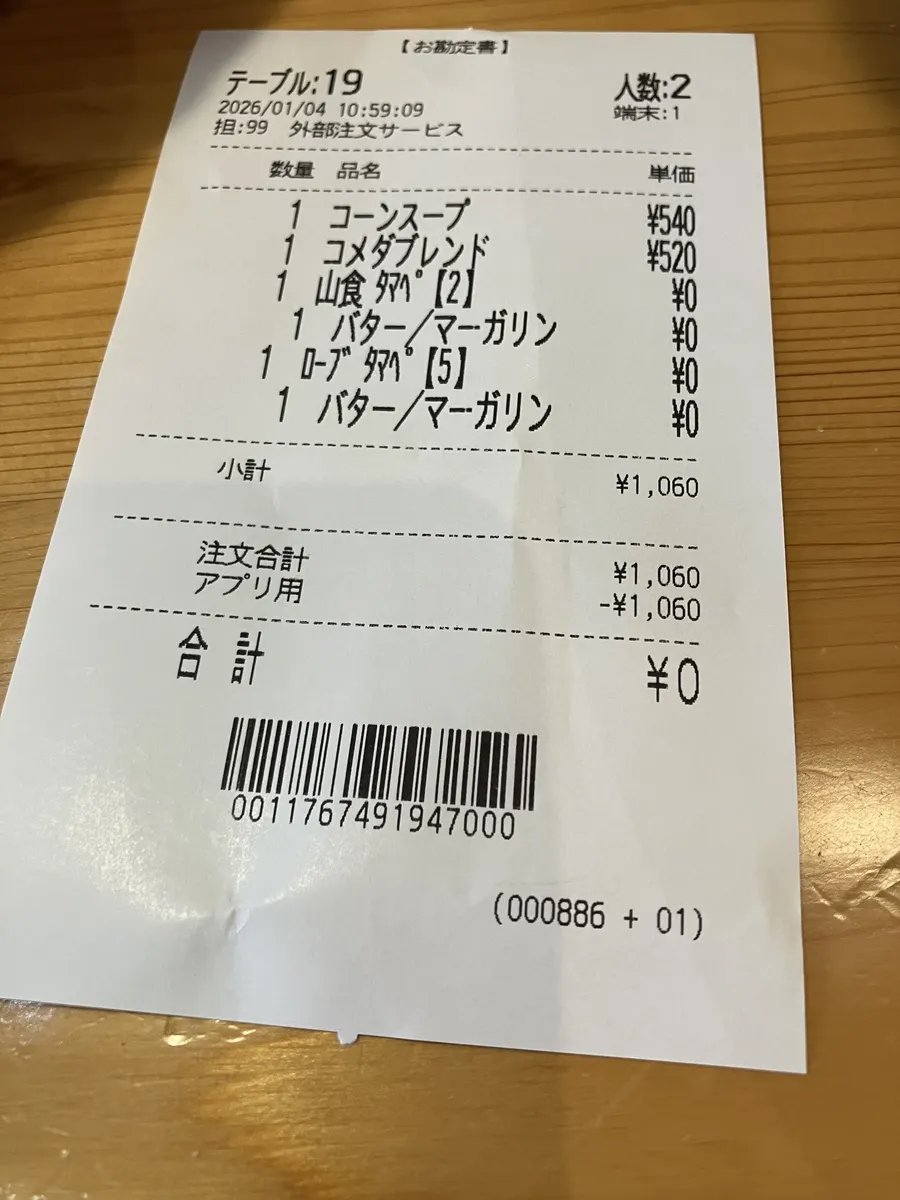 【お勘定書】
テーブル:19 人数:2
2026/01/04 10:59:09 端末:1
担:99 外部注文サービス
数量 品名 単価
1 コーンスープ ¥540
1 コメダブレンド ¥520
1 山食 ﾀﾏﾍﾟ【2】 ¥0
1 バター／マーガリン ¥0
1 ﾛｰﾌﾞ ﾀﾏﾍﾟ【5】 ¥0
1 バター／マーガリン ¥0
小計 ¥1,060
注文合計 ¥1,060
アプリ用 -¥1,060
合計 ¥0
0011767491947000
(000886 + 01)